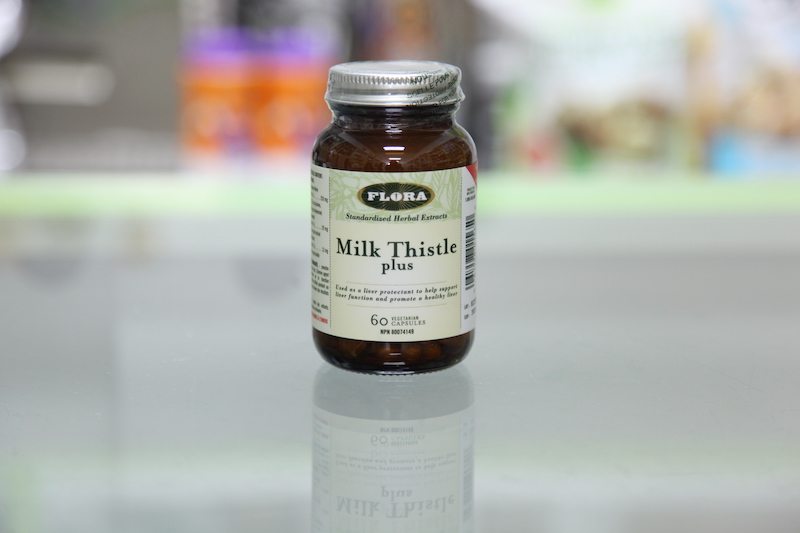 FLORA
Standardized Herbal Extracts
Milk Thistle
plus
Used as a liver protectant to help support
liver function and promote a healthy liver
60 VEGETARIAN
CAPSULES
NPN 80074149